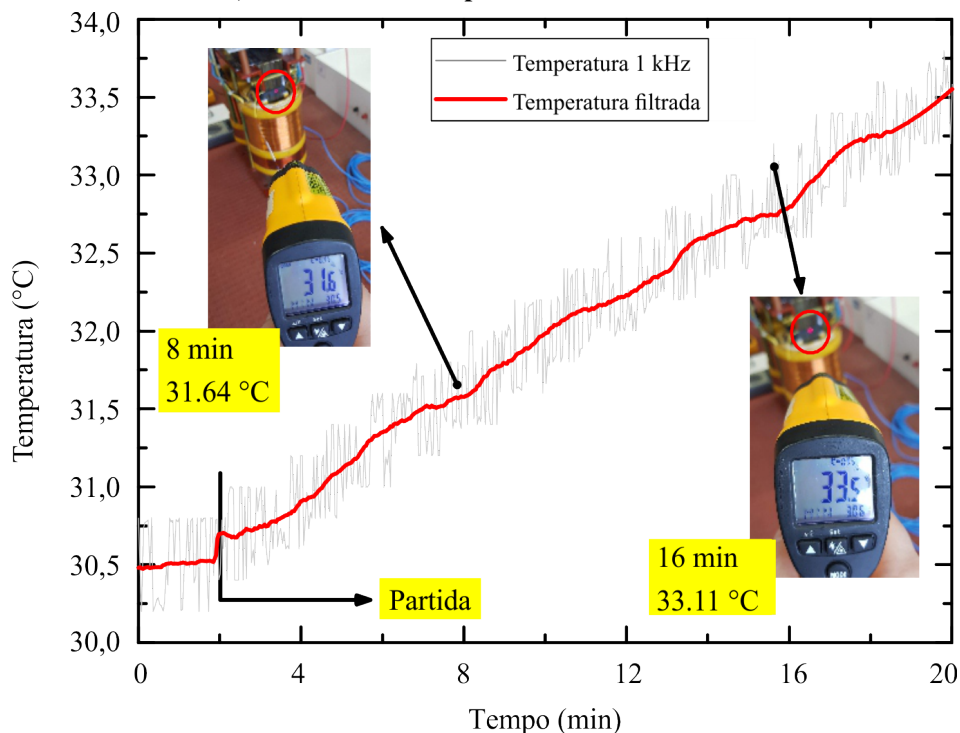 34,0
33,5
33,0
32,5
32,0
31,5
31,0
30,5
30,0
Temperatura (°C)
Temperatura 1 kHz
Temperatura filtrada
31.6
8 min
31.64 °C
33.5
16 min
33.11 °C
Partida
0
4
8
12
16
20
Tempo (min)